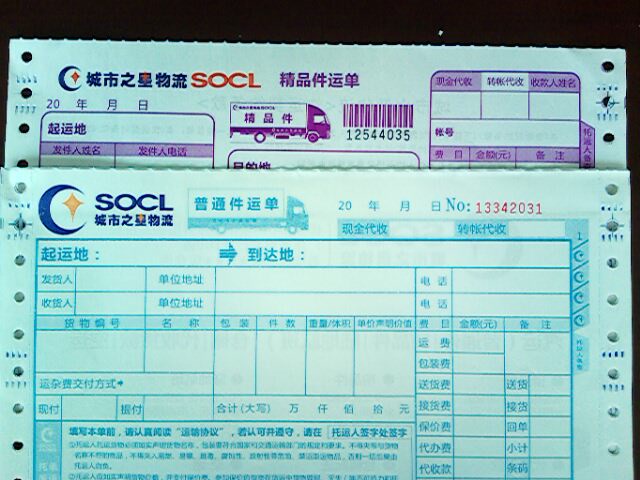 城市之星物流 SOCL 精品件运单
现金代收 转帐代收 收款人姓名
20 年 月 日
精品件
12544035
起运地
帐号
发件人姓名 发件人电话
费目 金额(元) 备注
目的地
SOCL
城市之星物流
普通件运单
20 年 月 日 No: 13342031
现金代收 转帐代收
起运地： 到达地：
发货人 单位地址 电话
收货人 单位地址 电话
货物编号 名称 包装 件数 重量/体积 单价声明价值 费目 金额(元) 备注
运费
包装费
运杂费交付方式 送货费 送货
现付 提付 合计(大写) 万 仟 佰 拾 元 接货费 接货
填写本单前，请认真阅读“运输协议”，若认可并遵守，请在 托运人签字处签字 保价费 回单
代办费 小计
代收款 条码